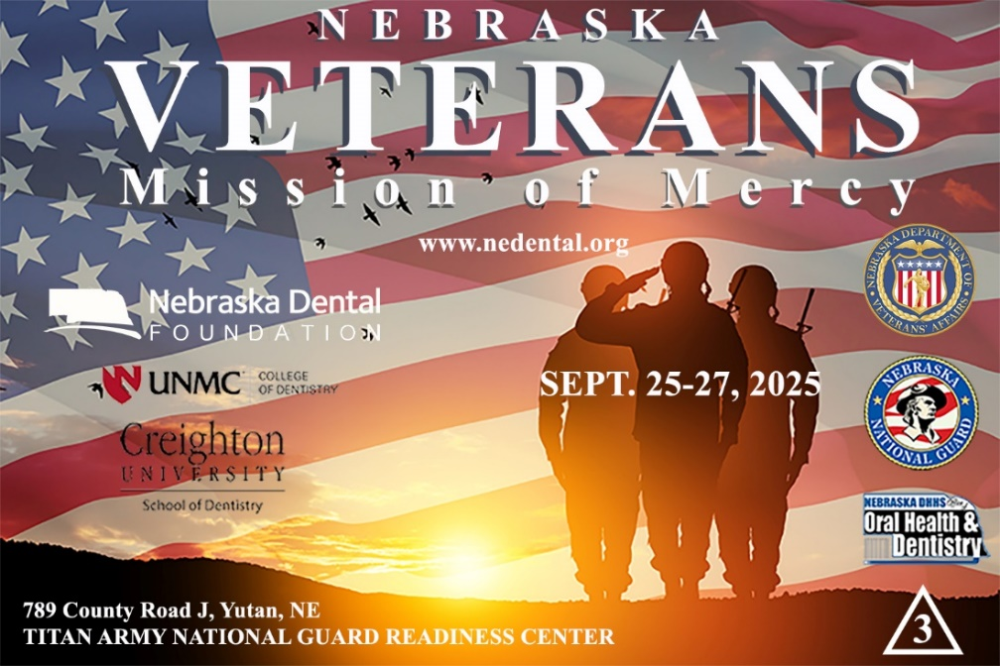 NEBRASKA
VETERANS
Mission of Mercy
www.nedental.org
NEBRASKA DEPARTMENT OF
VETERANS' AFFAIRS
Nebraska Dental
FOUNDATION
UNMC
COLLEGE
OF DENTISTRY
SEPT. 25-27, 2025
NEBRASKA
NATIONAL GUARD
Creighton
UNIVERSITY
School of Dentistry
NEBRASKA DHHS
Oral Health &
Dentistry
789 County Road J, Yutan, NE
TITAN ARMY NATIONAL GUARD READINESS CENTER
3